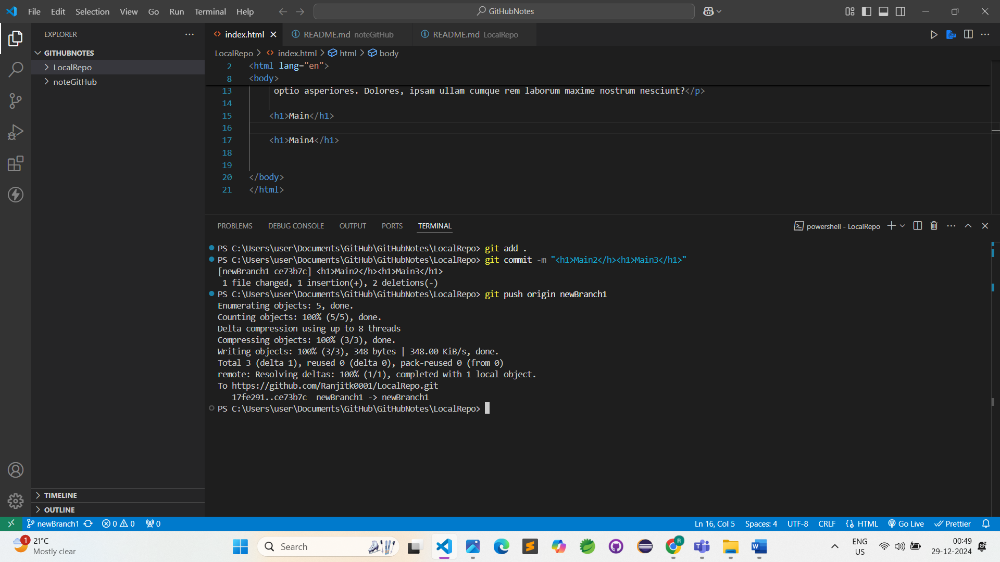 File Edit Selection View Go Run Terminal Help
GitHubNotes
EXPLORER
GITHUBNOTES
LocalRepo
noteGitHub
TIMELINE
OUTLINE
index.html
README.md noteGitHub
README.md LocalRepo
LocalRepo > index.html > html > body
2 <html lang="en">
8 <body>
13 optio asperiores. Dolores, ipsam ullam cumque rem laborum maxime nostrum nesciunt?</p>
14
15 <h1>Main</h1>
16
17 <h1>Main4</h1>
18
19
20 </body>
21 </html>
PROBLEMS DEBUG CONSOLE OUTPUT PORTS TERMINAL
powershell - LocalRepo
PS C:\Users\user\Documents\GitHub\GitHubNotes\LocalRepo> git add .
PS C:\Users\user\Documents\GitHub\GitHubNotes\LocalRepo> git commit -m "<h1>Main2</h><h1>Main3</h1>"
[newBranch1 ce73b7c] <h1>Main2</h><h1>Main3</h1>
1 file changed, 1 insertion(+), 2 deletions(-)
PS C:\Users\user\Documents\GitHub\GitHubNotes\LocalRepo> git push origin newBranch1
Enumerating objects: 5, done.
Counting objects: 100% (5/5), done.
Delta compression using up to 8 threads
Compressing objects: 100% (3/3), done.
Writing objects: 100% (3/3), 348 bytes | 348.00 KiB/s, done.
Total 3 (delta 1), reused 0 (delta 0), pack-reused 0 (from 0)
remote: Resolving deltas: 100% (1/1), completed with 1 local object.
To https://github.com/Ranjitk0001/LocalRepo.git
17fe291..ce73b7c newBranch1 -> newBranch1
PS C:\Users\user\Documents\GitHub\GitHubNotes\LocalRepo>
newBranch1 0 0 0
Ln 16, Col 5 Spaces: 4 UTF-8 CRLF HTML Go Live Prettier
1
21°C
Mostly clear
Search
R
ENG
US
00:49
29-12-2024